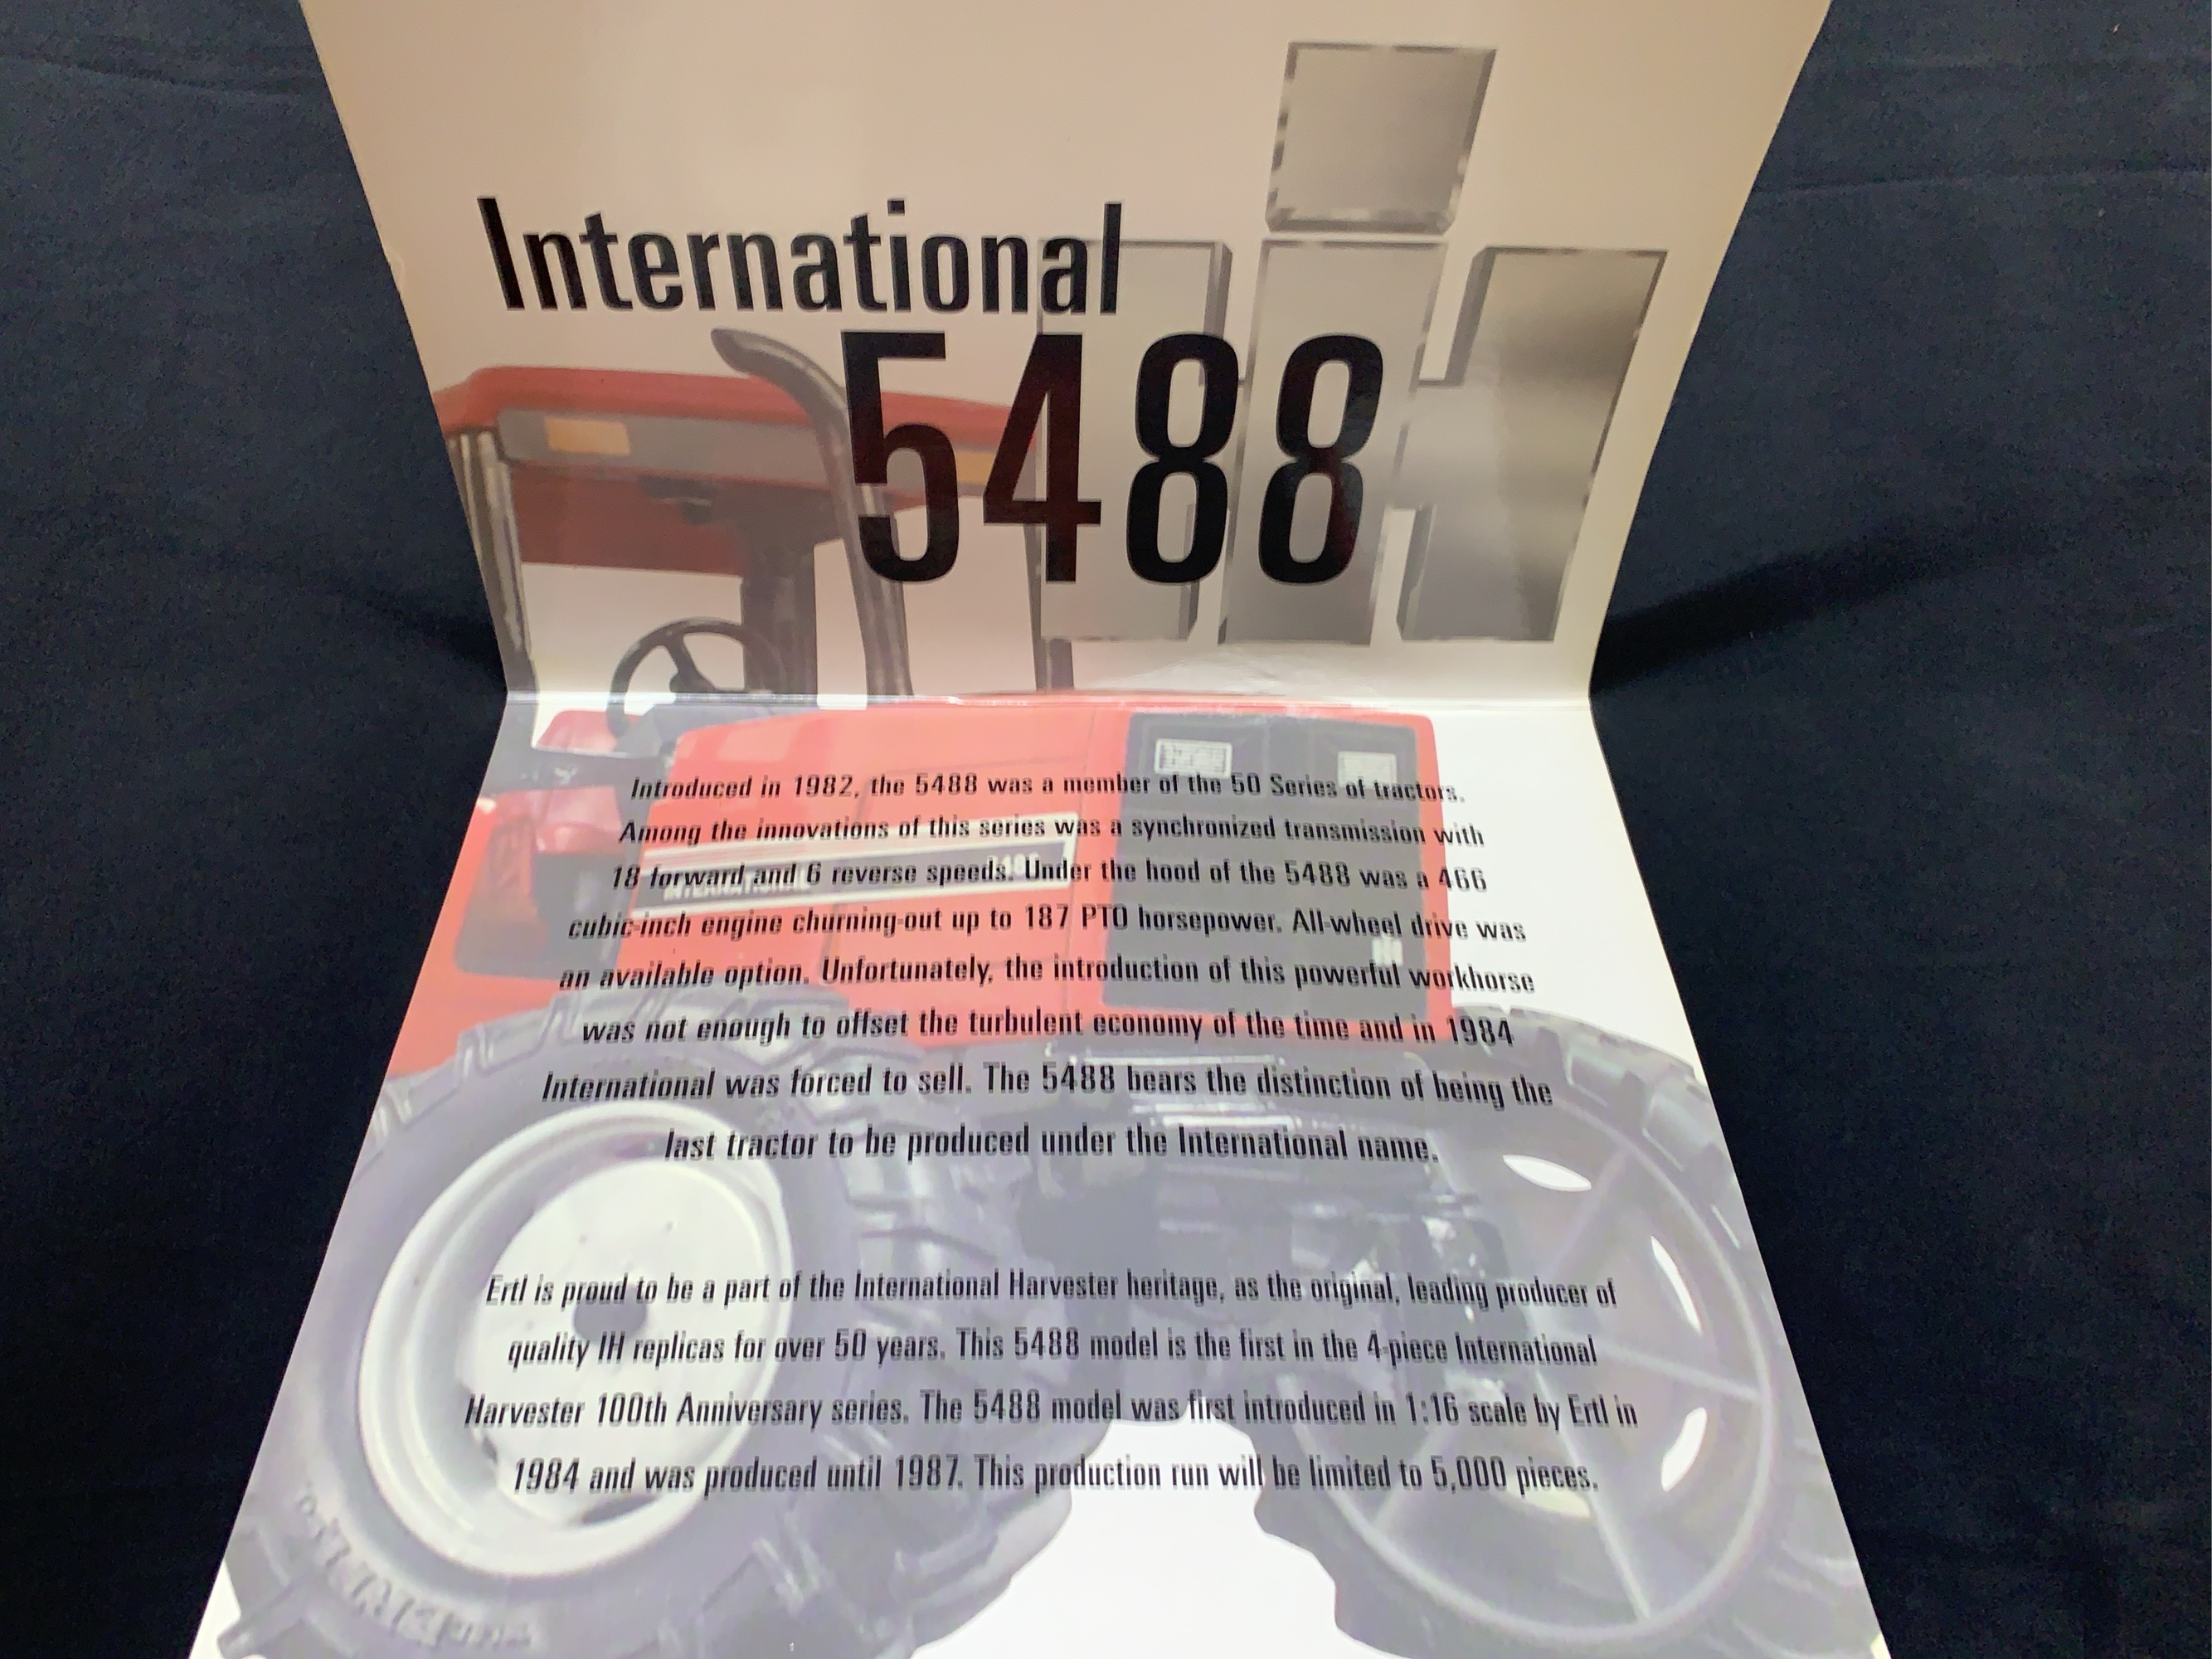 International
5488
Introduced in 1982, the 5488 was a member of the 50 Series of tractors.
Among the innovations of this series was a synchronized transmission with
18 forward and 6 reverse speeds. Under the hood of the 5488 was a 466
cubic-inch engine churning-out up to 187 PTO horsepower. All-wheel drive was
an available option. Unfortunately, the introduction of this powerful workhorse
was not enough to offset the turbulent economy of the time and in 1984
International was forced to sell. The 5488 bears the distinction of being the
last tractor to be produced under the International name.
Ertl is proud to be a part of the International Harvester heritage, as the original, leading producer of
quality IH replicas for over 50 years. This 5488 model is the first in the 4-piece International
Harvester 100th Anniversary series. The 5488 model was first introduced in 1:16 scale by Ertl in
1984 and was produced until 1987. This production run will be limited to 5,000 pieces.